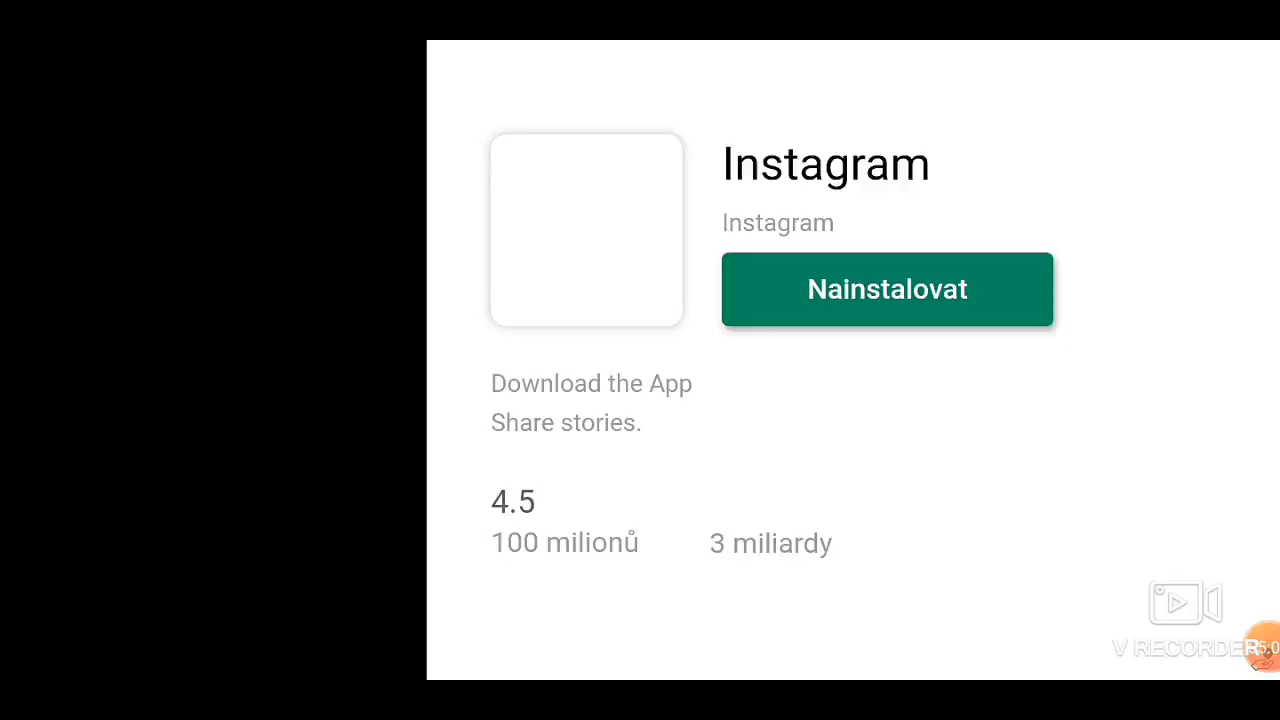 Instagram
Instagram
Nainstalovat
Download the App
Share stories.
4.5
100 milionů 3 miliardy
V RECORDER